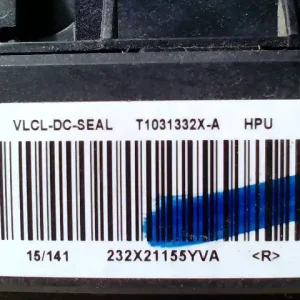 VLCL-DC-SEAL T1031332X-A HPU
15/141 232X21155YVA <R>